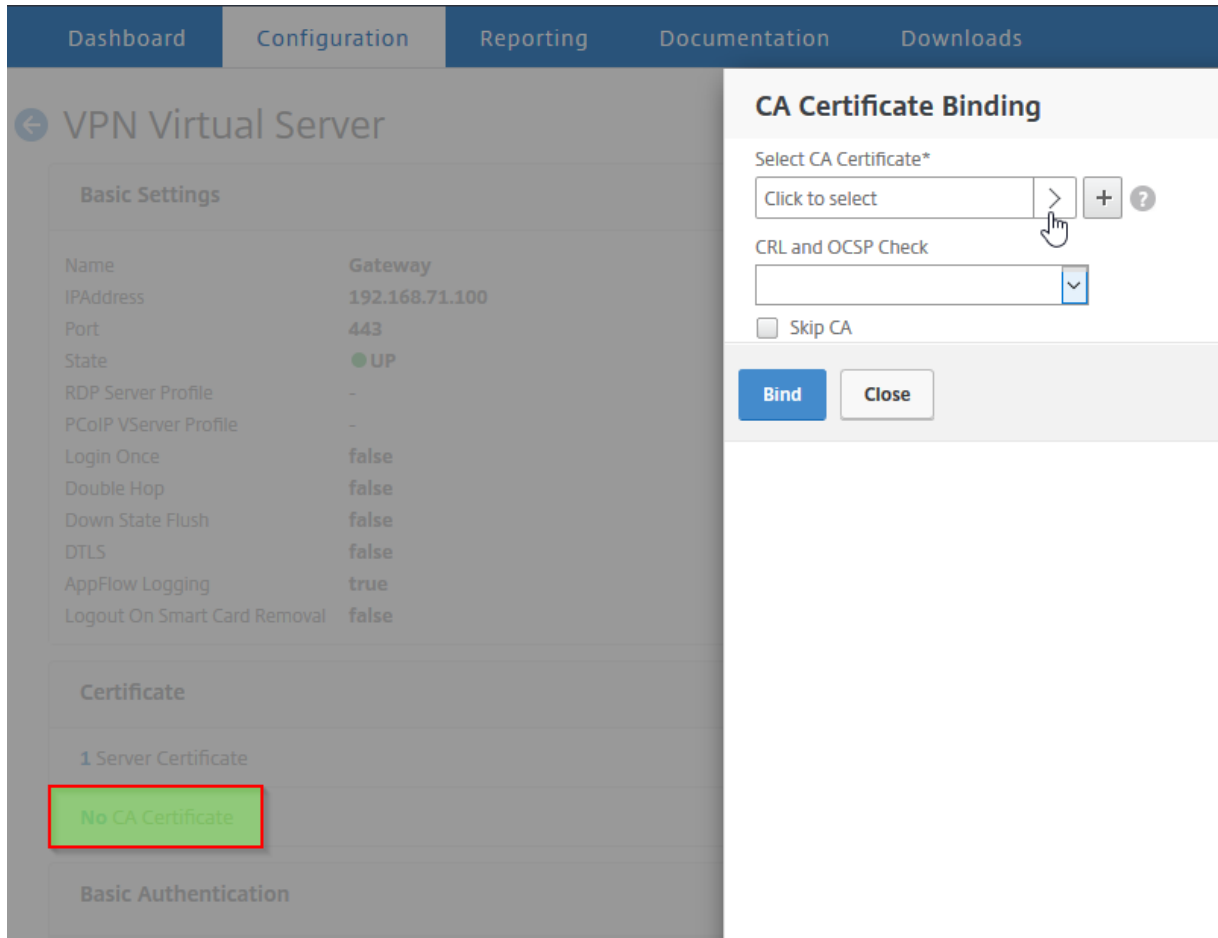 Dashboard Configuration Reporting Documentation Downloads
VPN Virtual Server
Basic Settings
Name Gateway
IPAddress 192.168.71.100
Port 443
State UP
RDP Server Profile -
PCoIP VServer Profile -
Login Once false
Double Hop false
Down State Flush false
DTLS false
AppFlow Logging true
Logout On Smart Card Removal false
Certificate
1 Server Certificate
No CA Certificate
Basic Authentication
CA Certificate Binding
Select CA Certificate*
Click to select > + ?
CRL and OCSP Check
Skip CA
Bind Close